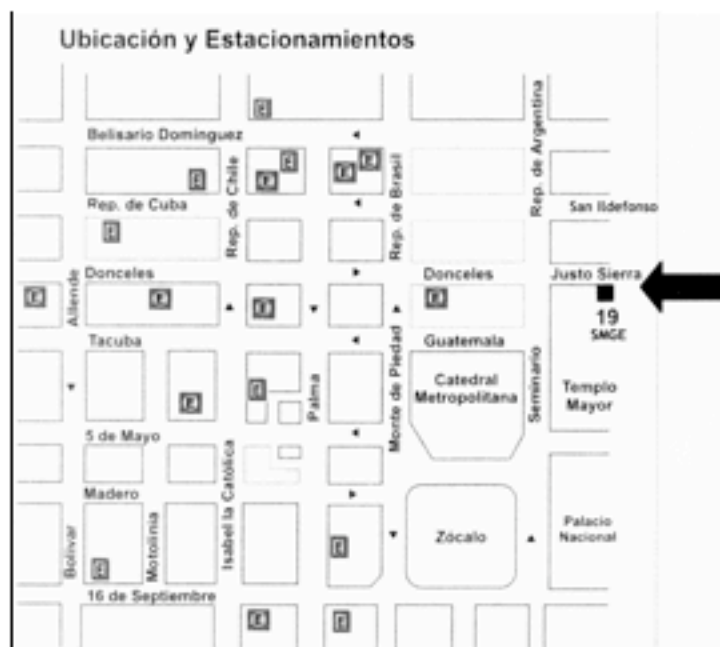 Ubicación y Estacionamientos
E
Belisario Domínguez
Rep. de Argentina
Rep. de Chile
Rep. de Brasil
E
E
E
E
E
Rep. de Cuba
San Ildefonso
E
Allende
Donceles
Donceles
Justo Sierra
E
E
E
E
19
SMGE
Tacuba
Guatemala
Palma
Monte de Piedad
Catedral
Metropolitana
Seminario
Templo
Mayor
E
E
5 de Mayo
Isabel la Católica
Madero
Bolívar
Motolinia
Zócalo
Palacio
Nacional
E
E
16 de Septiembre
E
E